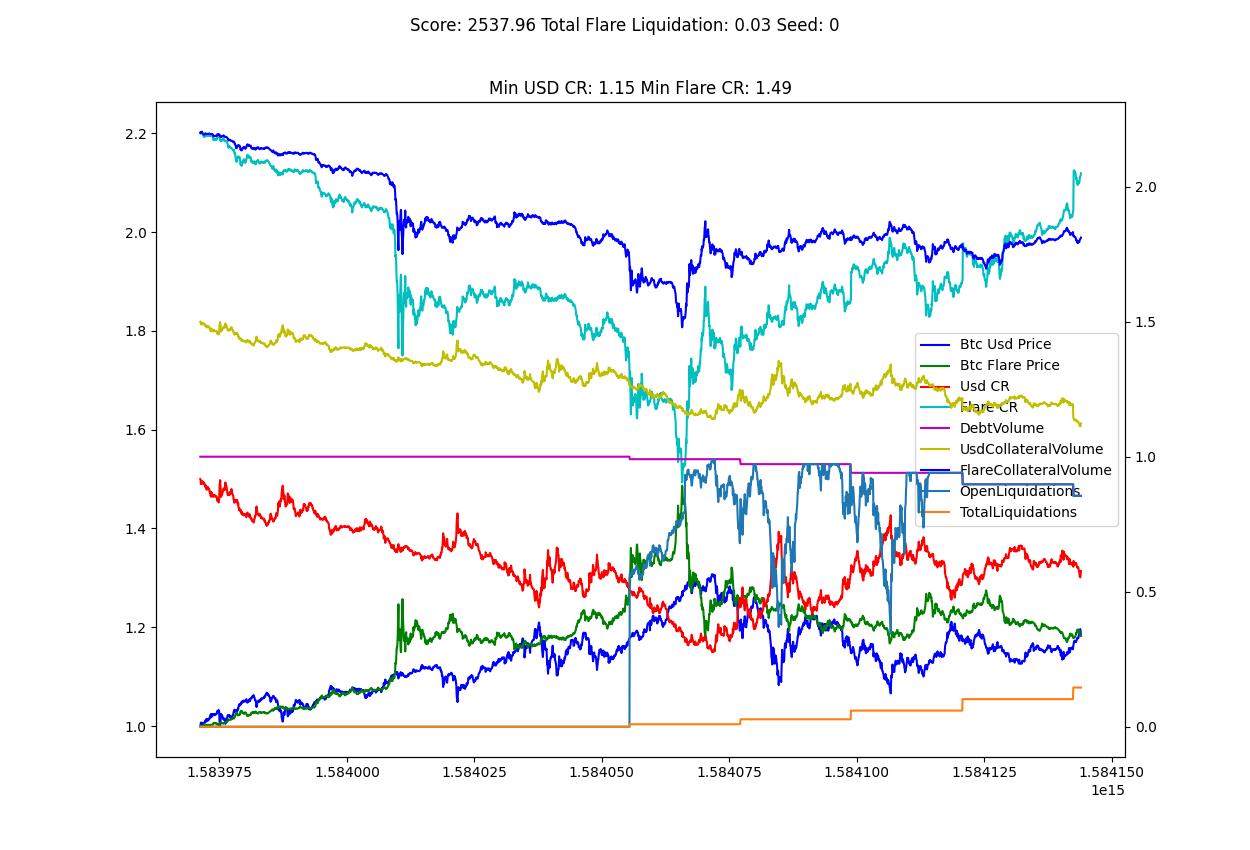 Score: 2537.96 Total Flare Liquidation: 0.03 Seed: 0
Min USD CR: 1.15 Min Flare CR: 1.49
2.2
2.0
1.8
1.6
1.4
1.2
1.0
2.0
1.5
1.0
0.5
0.0
Btc Usd Price
Btc Flare Price
Usd CR
Flare CR
DebtVolume
UsdCollateralVolume
FlareCollateralVolume
OpenLiquidations
TotalLiquidations
1.583975 1.584000 1.584025 1.584050 1.584075 1.584100 1.584125 1.584150
1e15